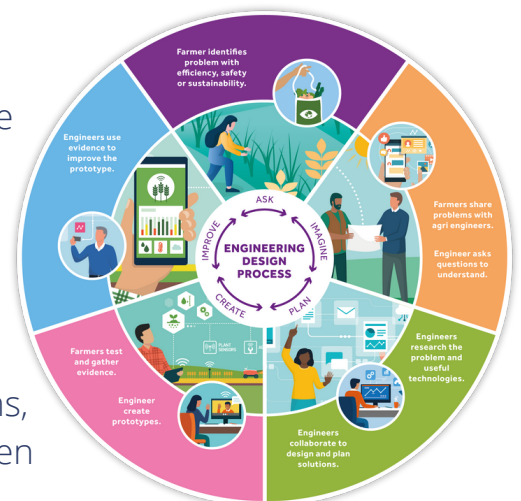 e
ns,
en
Farmer identifies
problem with
efficiency, safety
or sustainability.
Farmers share
problems with
agri engineers.
Engineer asks
questions to
understand.
Engineers
research the
problem and
useful
technologies.
Engineers
collaborate to
design and plan
solutions.
Farmers test
and gather
evidence.
Engineer
create
prototypes.
Engineers use
evidence to
improve the
prototype.
ASK
IMAGINE
PLAN
CREATE
IMPROVE
ENGINEERING
DESIGN
PROCESS
PLANT
SENSORS